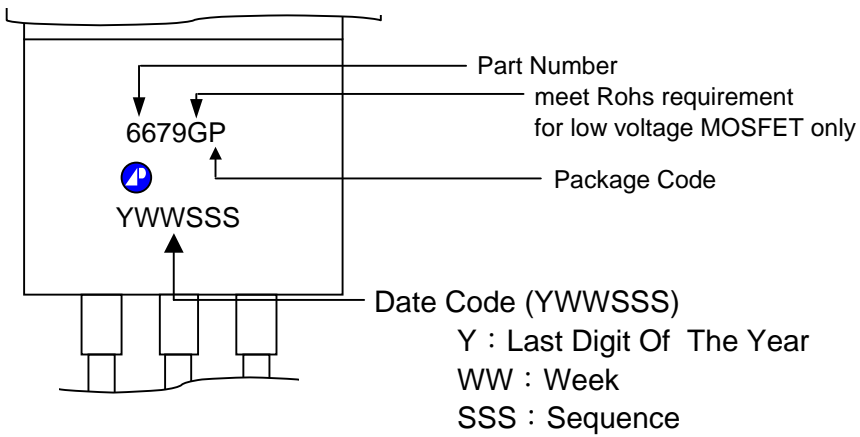 Part Number
meet Rohs requirement
for low voltage MOSFET only
6679GP
Package Code
YWWSSS
Date Code (YWWSSS)
Y：Last Digit Of The Year
WW：Week
SSS：Sequence